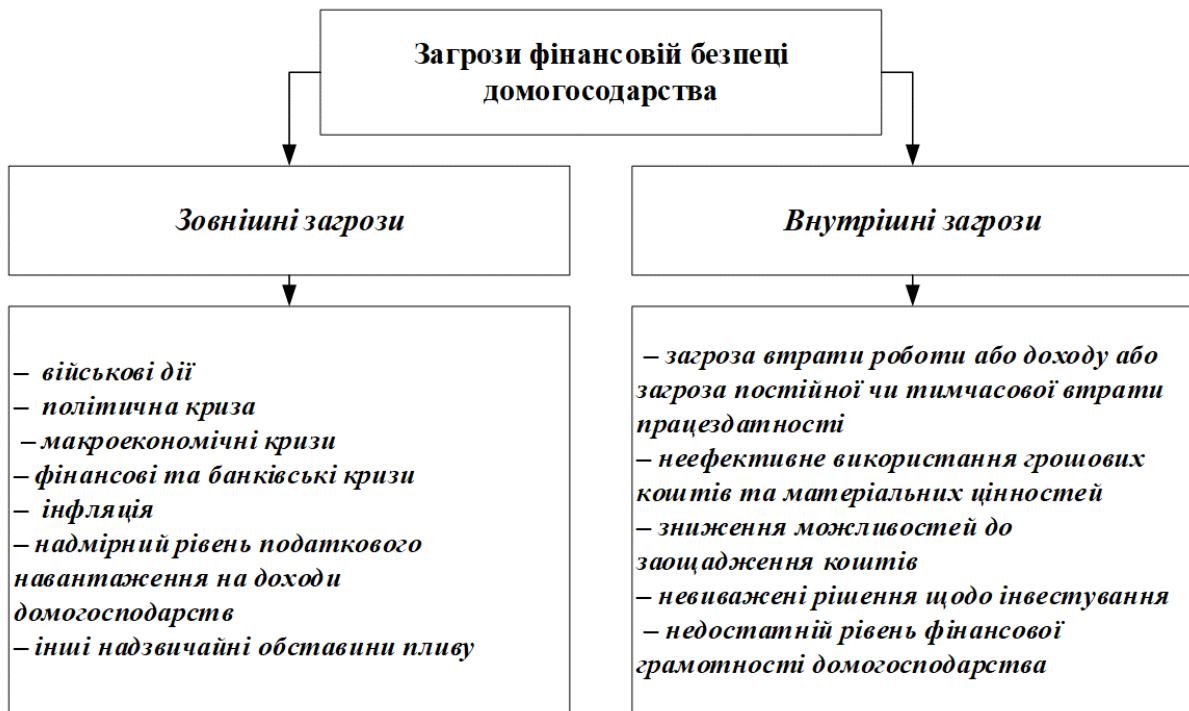 Загрози фінансовій безпеці
домогосодарства
Зовнішні загрози
Внутрішні загрози
– військові дії
– політична криза
– макроекономічні кризи
– фінансові та банківські кризи
– інфляція
– надмірний рівень податкового
навантаження на доходи
домогосподарств
– інші надзвичайні обставини пливу
– загроза втрати роботи або доходу або
загроза постійної чи тимчасової втрати
працездатності
– неефективне використання грошових
коштів та матеріальних цінностей
– зниження можливостей до
заощадження коштів
– невиважені рішення щодо інвестування
– недостатній рівень фінансової
грамотності домогосподарства